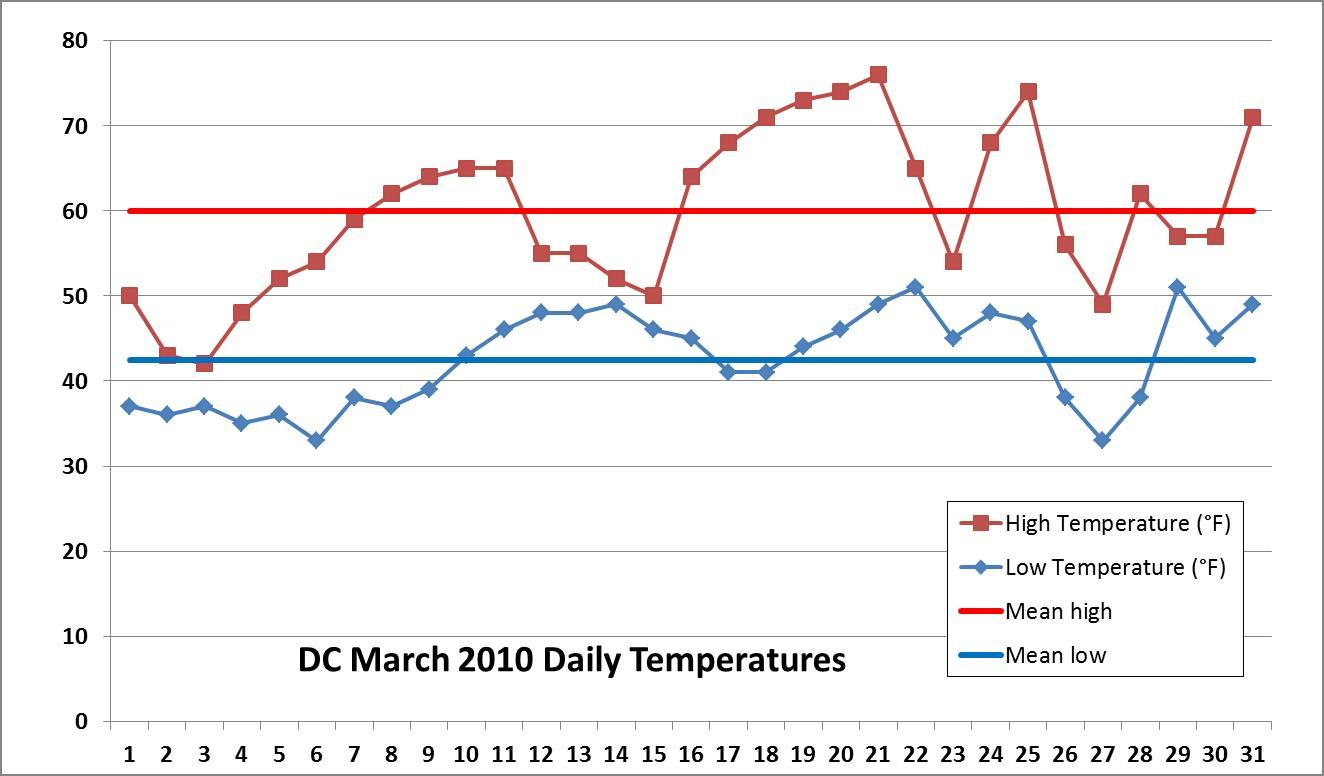 80
70
60
50
40
30
20
10
0
High Temperature (°F)
Low Temperature (°F)
Mean high
Mean low
DC March 2010 Daily Temperatures
1 2 3 4 5 6 7 8 9 10 11 12 13 14 15 16 17 18 19 20 21 22 23 24 25 26 27 28 29 30 31